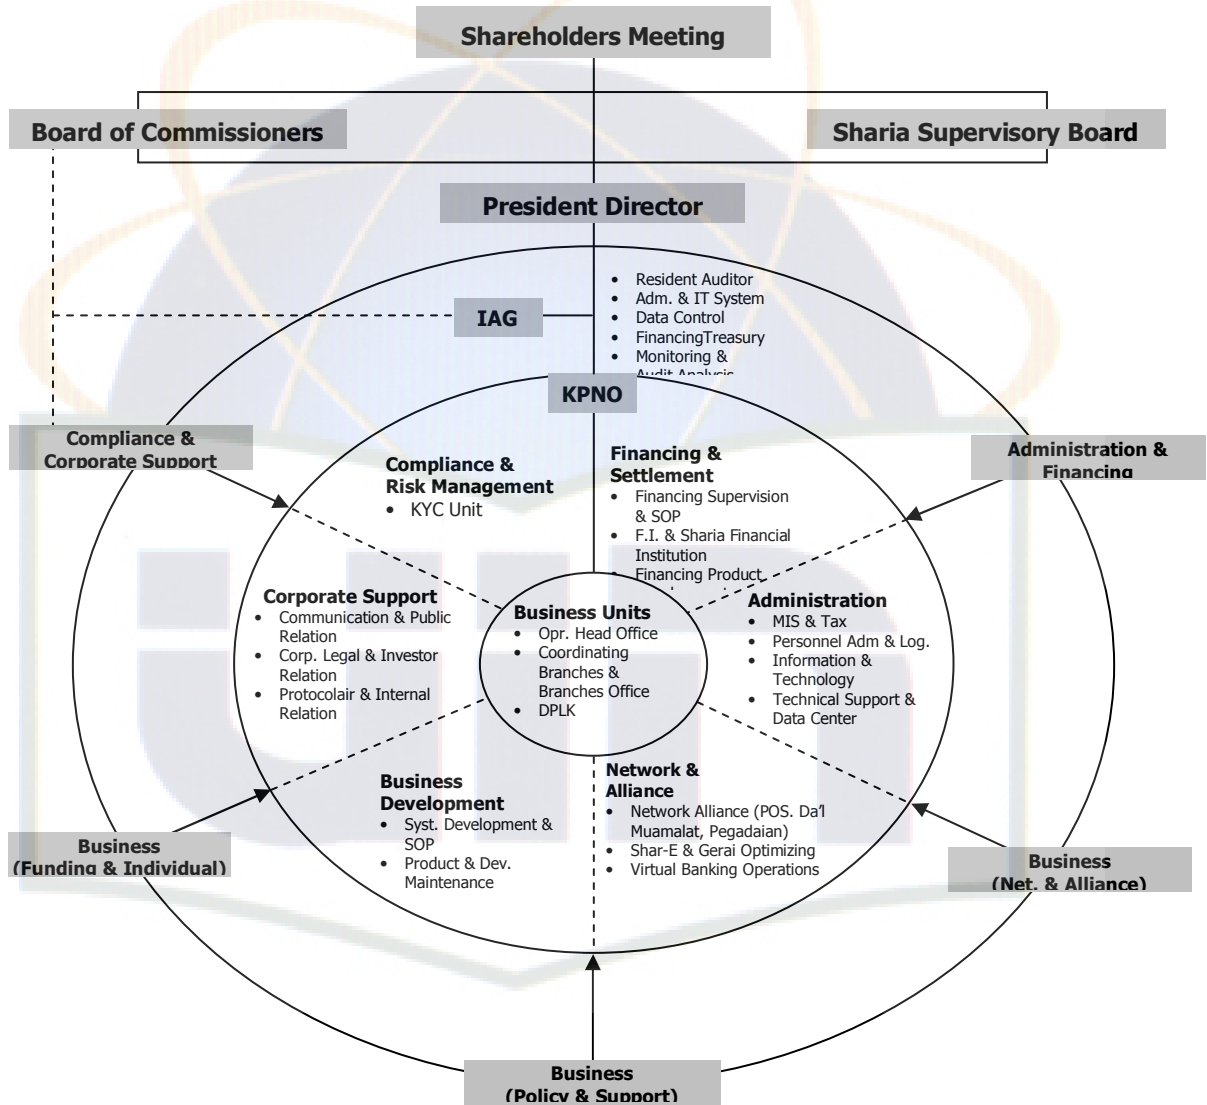 Shareholders Meeting
Board of Commissioners
Sharia Supervisory Board
President Director
• Resident Auditor
• Adm. & IT System
• Data Control
• FinancingTreasury
• Monitoring &
Audit Analysis
IAG
KPNO
Compliance &
Corporate Support
Administration &
Financing
Compliance &
Risk Management
• KYC Unit
Financing &
Settlement
• Financing Supervision
& SOP
• F.I. & Sharia Financial
Institution
• Financing Product
Corporate Support
• Communication & Public
Relation
• Corp. Legal & Investor
Relation
• Protocolair & Internal
Relation
Business Units
• Opr. Head Office
• Coordinating
Branches &
Branches Office
• DPLK
Administration
• MIS & Tax
• Personnel Adm & Log.
• Information &
Technology
• Technical Support &
Data Center
Business
Development
• Syst. Development &
SOP
• Product & Dev.
Maintenance
Network &
Alliance
• Network Alliance (POS. Da'I
Muamalat, Pegadaian)
• Shar-E & Gerai Optimizing
• Virtual Banking Operations
Business
(Funding & Individual)
Business
(Net. & Alliance)
Business
(Policy & Support)
uin